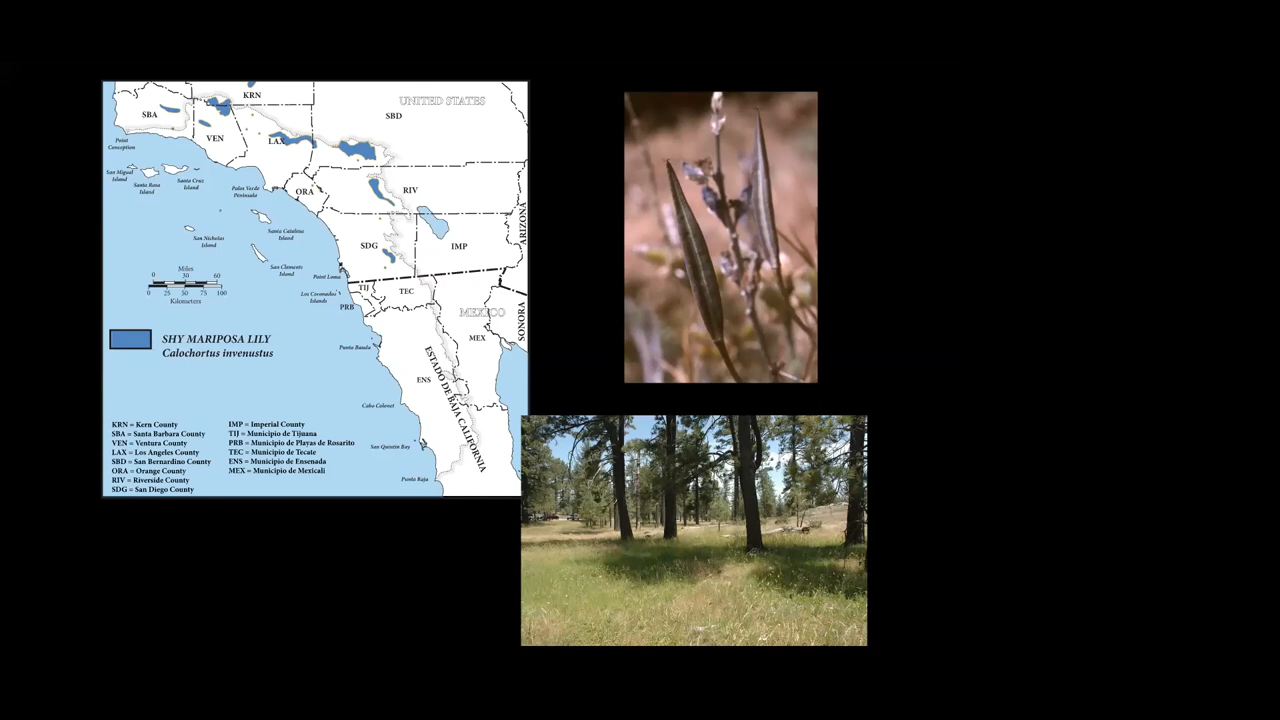 KRN
UNITED STATES
SBA
SBD
VEN
LAX
Point
Conception
San Miguel
Island
Santa Rosa
Island
Santa Cruz
Island
Palos Verde
Peninsula
ORA
RIV
ARIZONA
San Nicholas
Island
Santa Catalina
Island
SDG
IMP
Miles
0 30 60
0 25 50 75 100
Kilometers
San Clemente
Island
Point Loma
Los Coronados
Islands
TIJ
TEC
PRB
MEXICO
SONORA
SHY MARIPOSA LILY
Calochortus invenustus
Punta Banda
MEX
ENS
ESTADO DE BAJA CALIFORNIA
Cabo Colonet
San Quintin Bay
Punta Baja
KRN = Kern County
SBA = Santa Barbara County
VEN = Ventura County
LAX = Los Angeles County
SBD = San Bernardino County
ORA = Orange County
RIV = Riverside County
SDG = San Diego County
IMP = Imperial County
TIJ = Municipio de Tijuana
PRB = Municipio de Playas de Rosarito
TEC = Municipio de Tecate
ENS = Municipio de Ensenada
MEX = Municipio de Mexicali